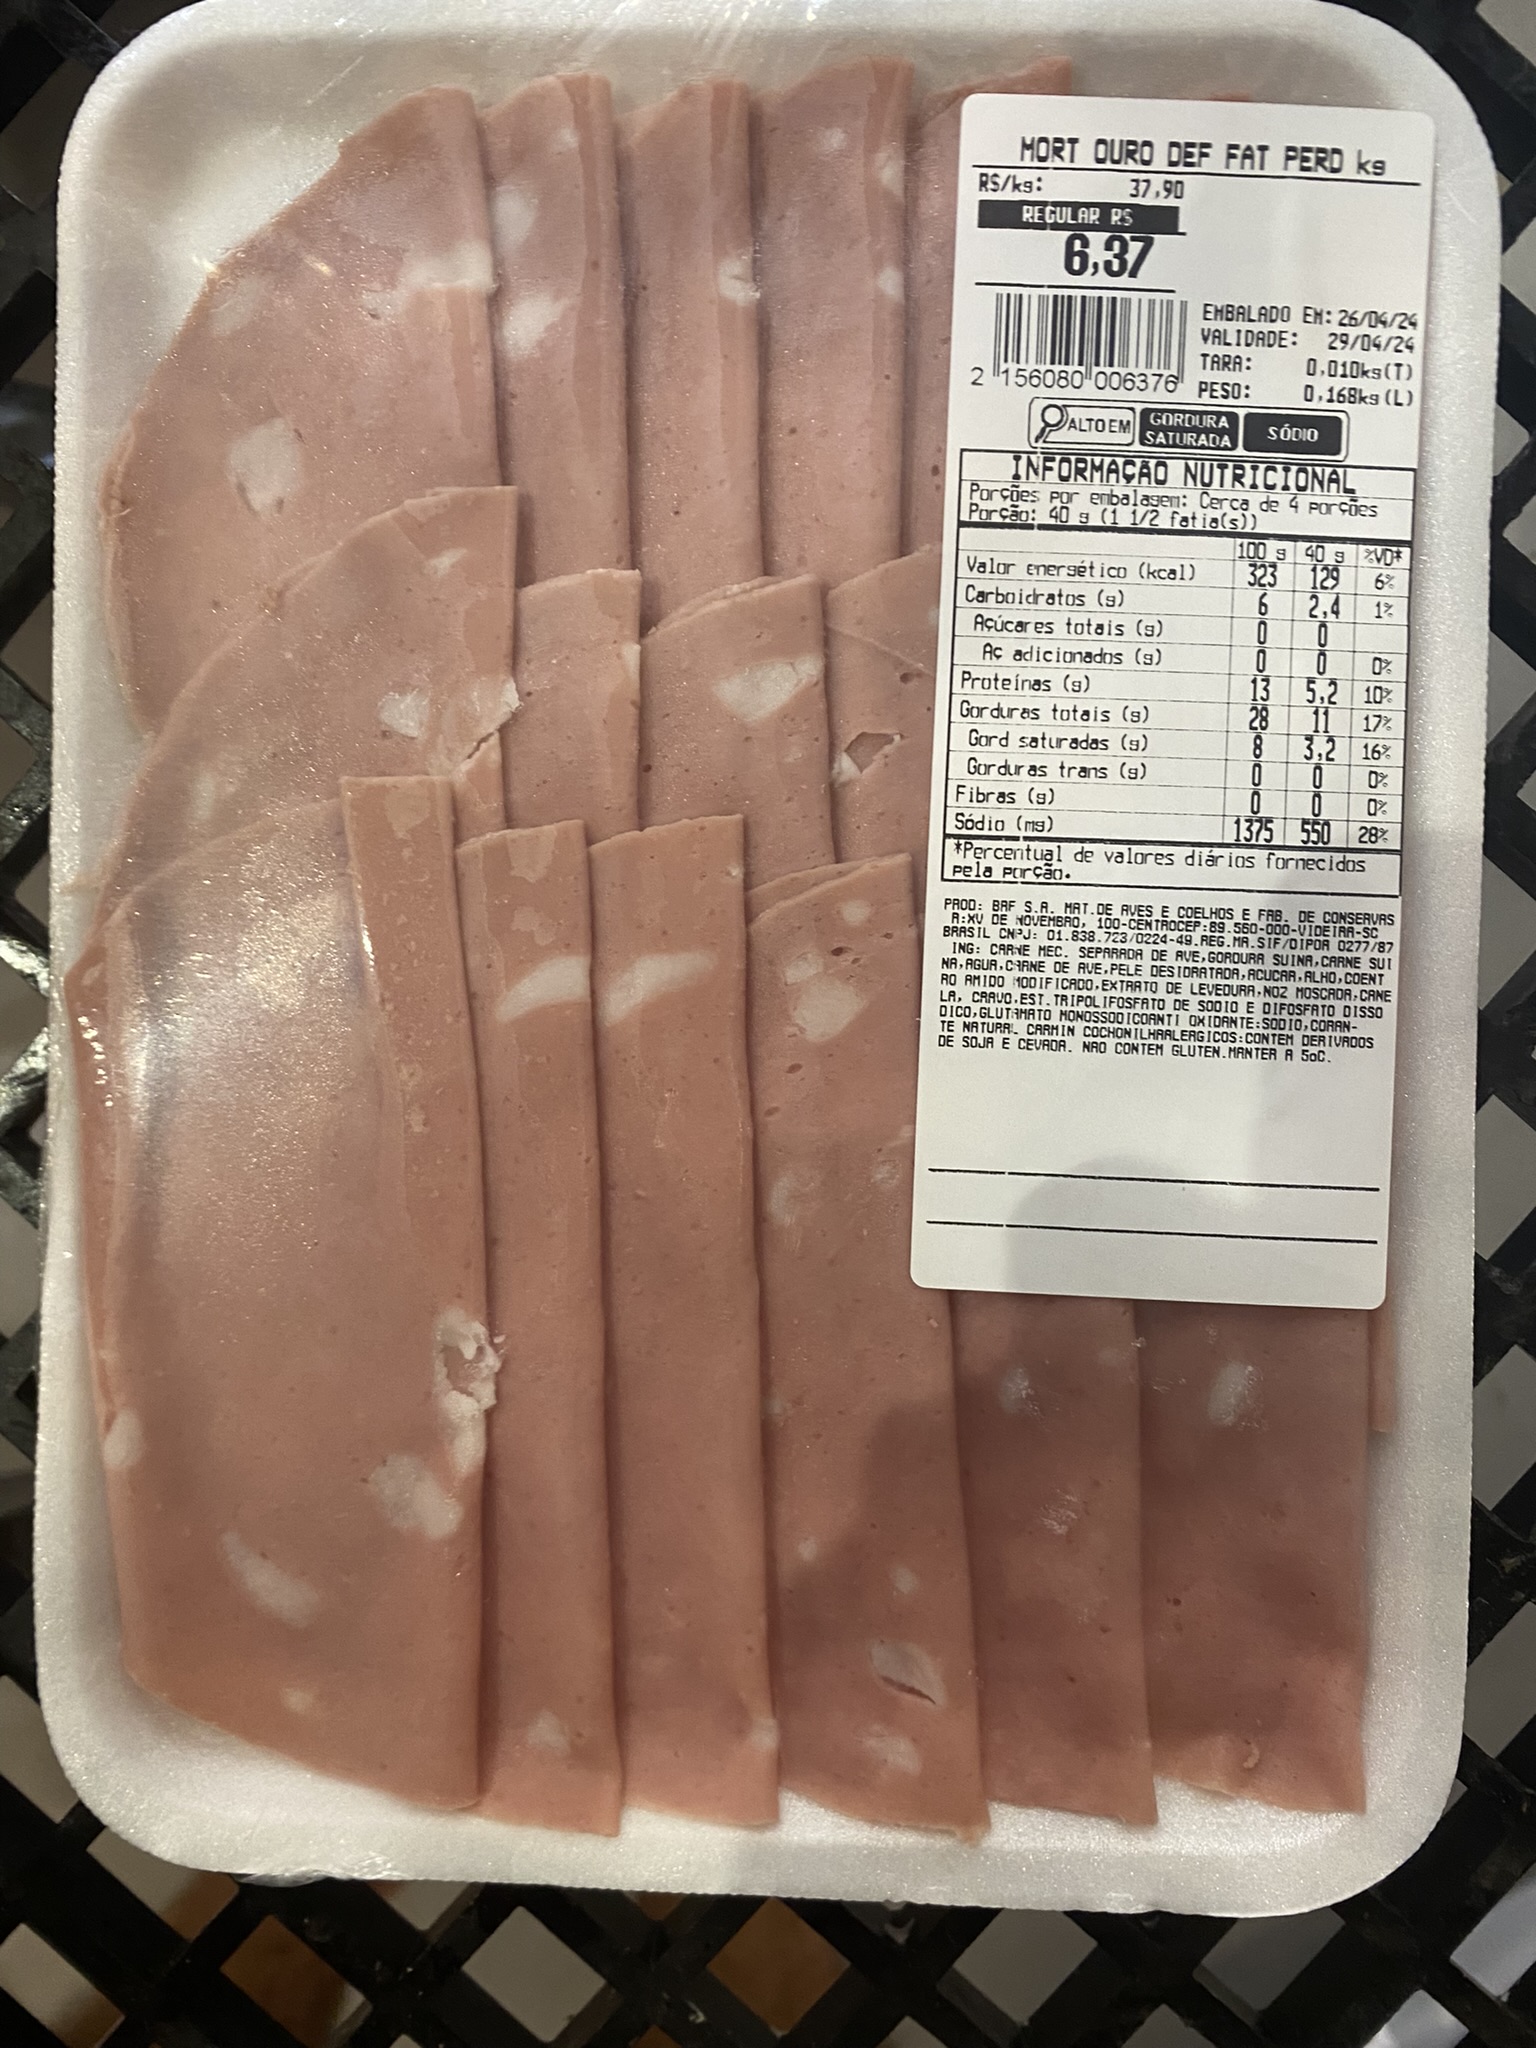 MORT OURO DEF FAT PERD kg
R$/kg: 37,90
REGULAR R$
6,37
2 156080 006376
EMBALADO EM: 26/04/24
VALIDADE: 29/04/24
TARA: 0,010kg(T)
PESO: 0,168kg(L)
ALTO EM GORDURA SATURADA SÓDIO
INFORMAÇÃO NUTRICIONAL
Porções por embalagem: Cerca de 4 porções
Porção: 40 g (1 1/2 fatia(s))
100 g 40 g %VD*
Valor energético (kcal) 323 129 6%
Carboidratos (g) 6 2,4 1%
Açúcares totais (g) 0 0
Aç adicionados (g) 0 0 0%
Proteínas (g) 13 5,2 10%
Gorduras totais (g) 28 11 17%
Gord saturadas (g) 8 3,2 16%
Gorduras trans (g) 0 0 0%
Fibras (g) 0 0 0%
Sódio (mg) 1375 550 28%
*Percentual de valores diários fornecidos
pela porção.
PROD: BRF S.A. MAT.DE AVES E COELHOS E FAB. DE CONSERVAS
R:XV DE NOVEMBRO, 100-CENTROCEP:89.560-000-VIDEIRA-SC
BRASIL CNPJ: 01.838.723/0224-49.REG.MA.SIF/DIPOA 0277/87
ING: CARNE MEC. SEPARADA DE AVE,GORDURA SUINA,CARNE SUI
NA,AGUA,CARNE DE AVE,PELE DESIDRATADA,ACUCAR,ALHO,COENT
RO AMIDO MODIFICADO,EXTRATO DE LEVEDURA,NOZ MOSCADA,CANE
LA, CRAVO.EST.TRIPOLIFOSFATO DE SODIO E DIFOSFATO DISSO
DICO,GLUTAMATO MONOSSODICOANTI OXIDANTE:SODIO,CORAN-
TE NATURAL CARMIN COCHONILHAALERGICOS:CONTEM DERIVADOS
DE SOJA E CEVADA. NAO CONTEM GLUTEN.MANTER A 5oC.